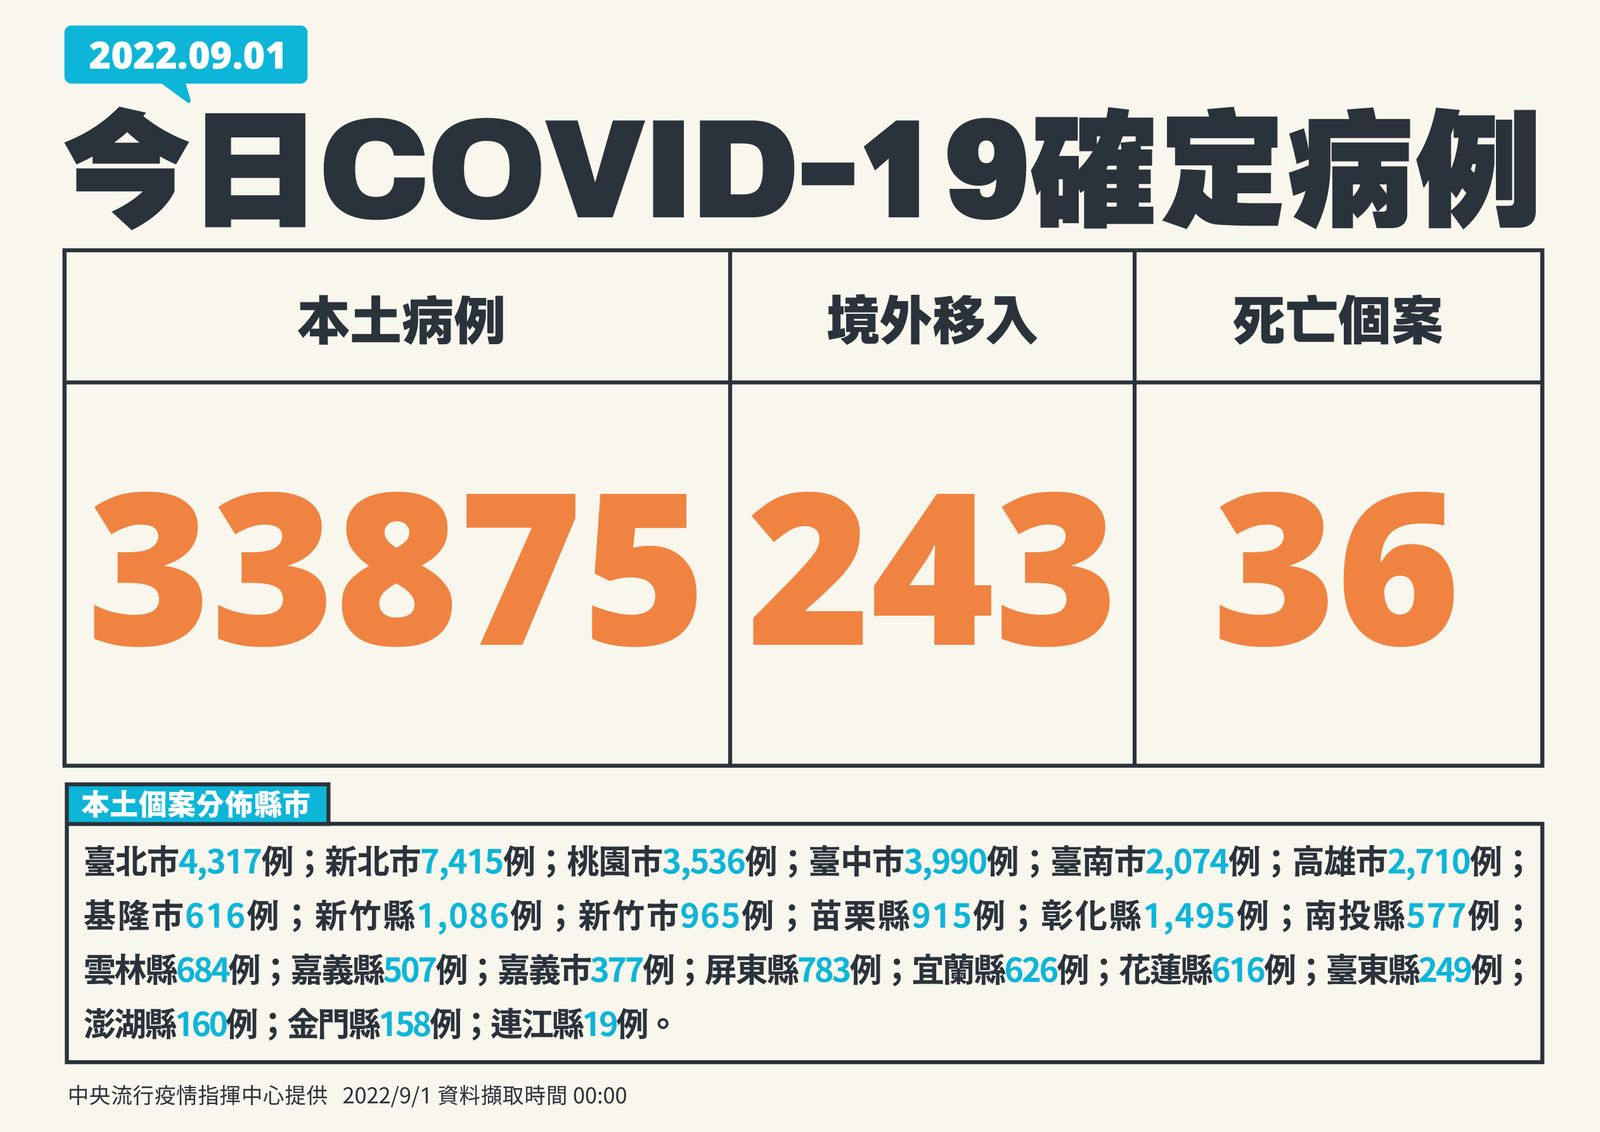 2022.09.01
今日COVID-19確定病例
本土病例 境外移入 死亡個案
33875 243 36
本土個案分佈縣市
臺北市4,317例；新北市7,415例；桃園市3,536例；臺中市3,990例；臺南市2,074例；高雄市2,710例；
基隆市616例；新竹縣1,086例；新竹市965例；苗栗縣915例；彰化縣1,495例；南投縣577例；
雲林縣684例；嘉義縣507例；嘉義市377例；屏東縣783例；宜蘭縣626例；花蓮縣616例；臺東縣249例；
澎湖縣160例；金門縣158例；連江縣19例。
中央流行疫情指揮中心提供 2022/9/1 資料擷取時間 00:00